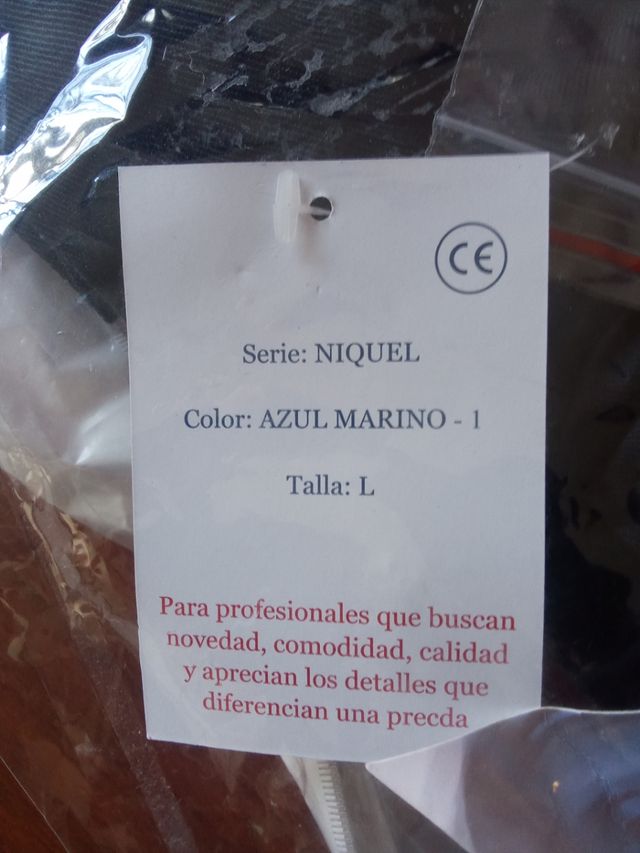 CE
Serie: NIQUEL
Color: AZUL MARINO - 1
Talla: L
Para profesionales que buscan
novedad, comodidad, calidad
y aprecian los detalles que
diferencian una precda